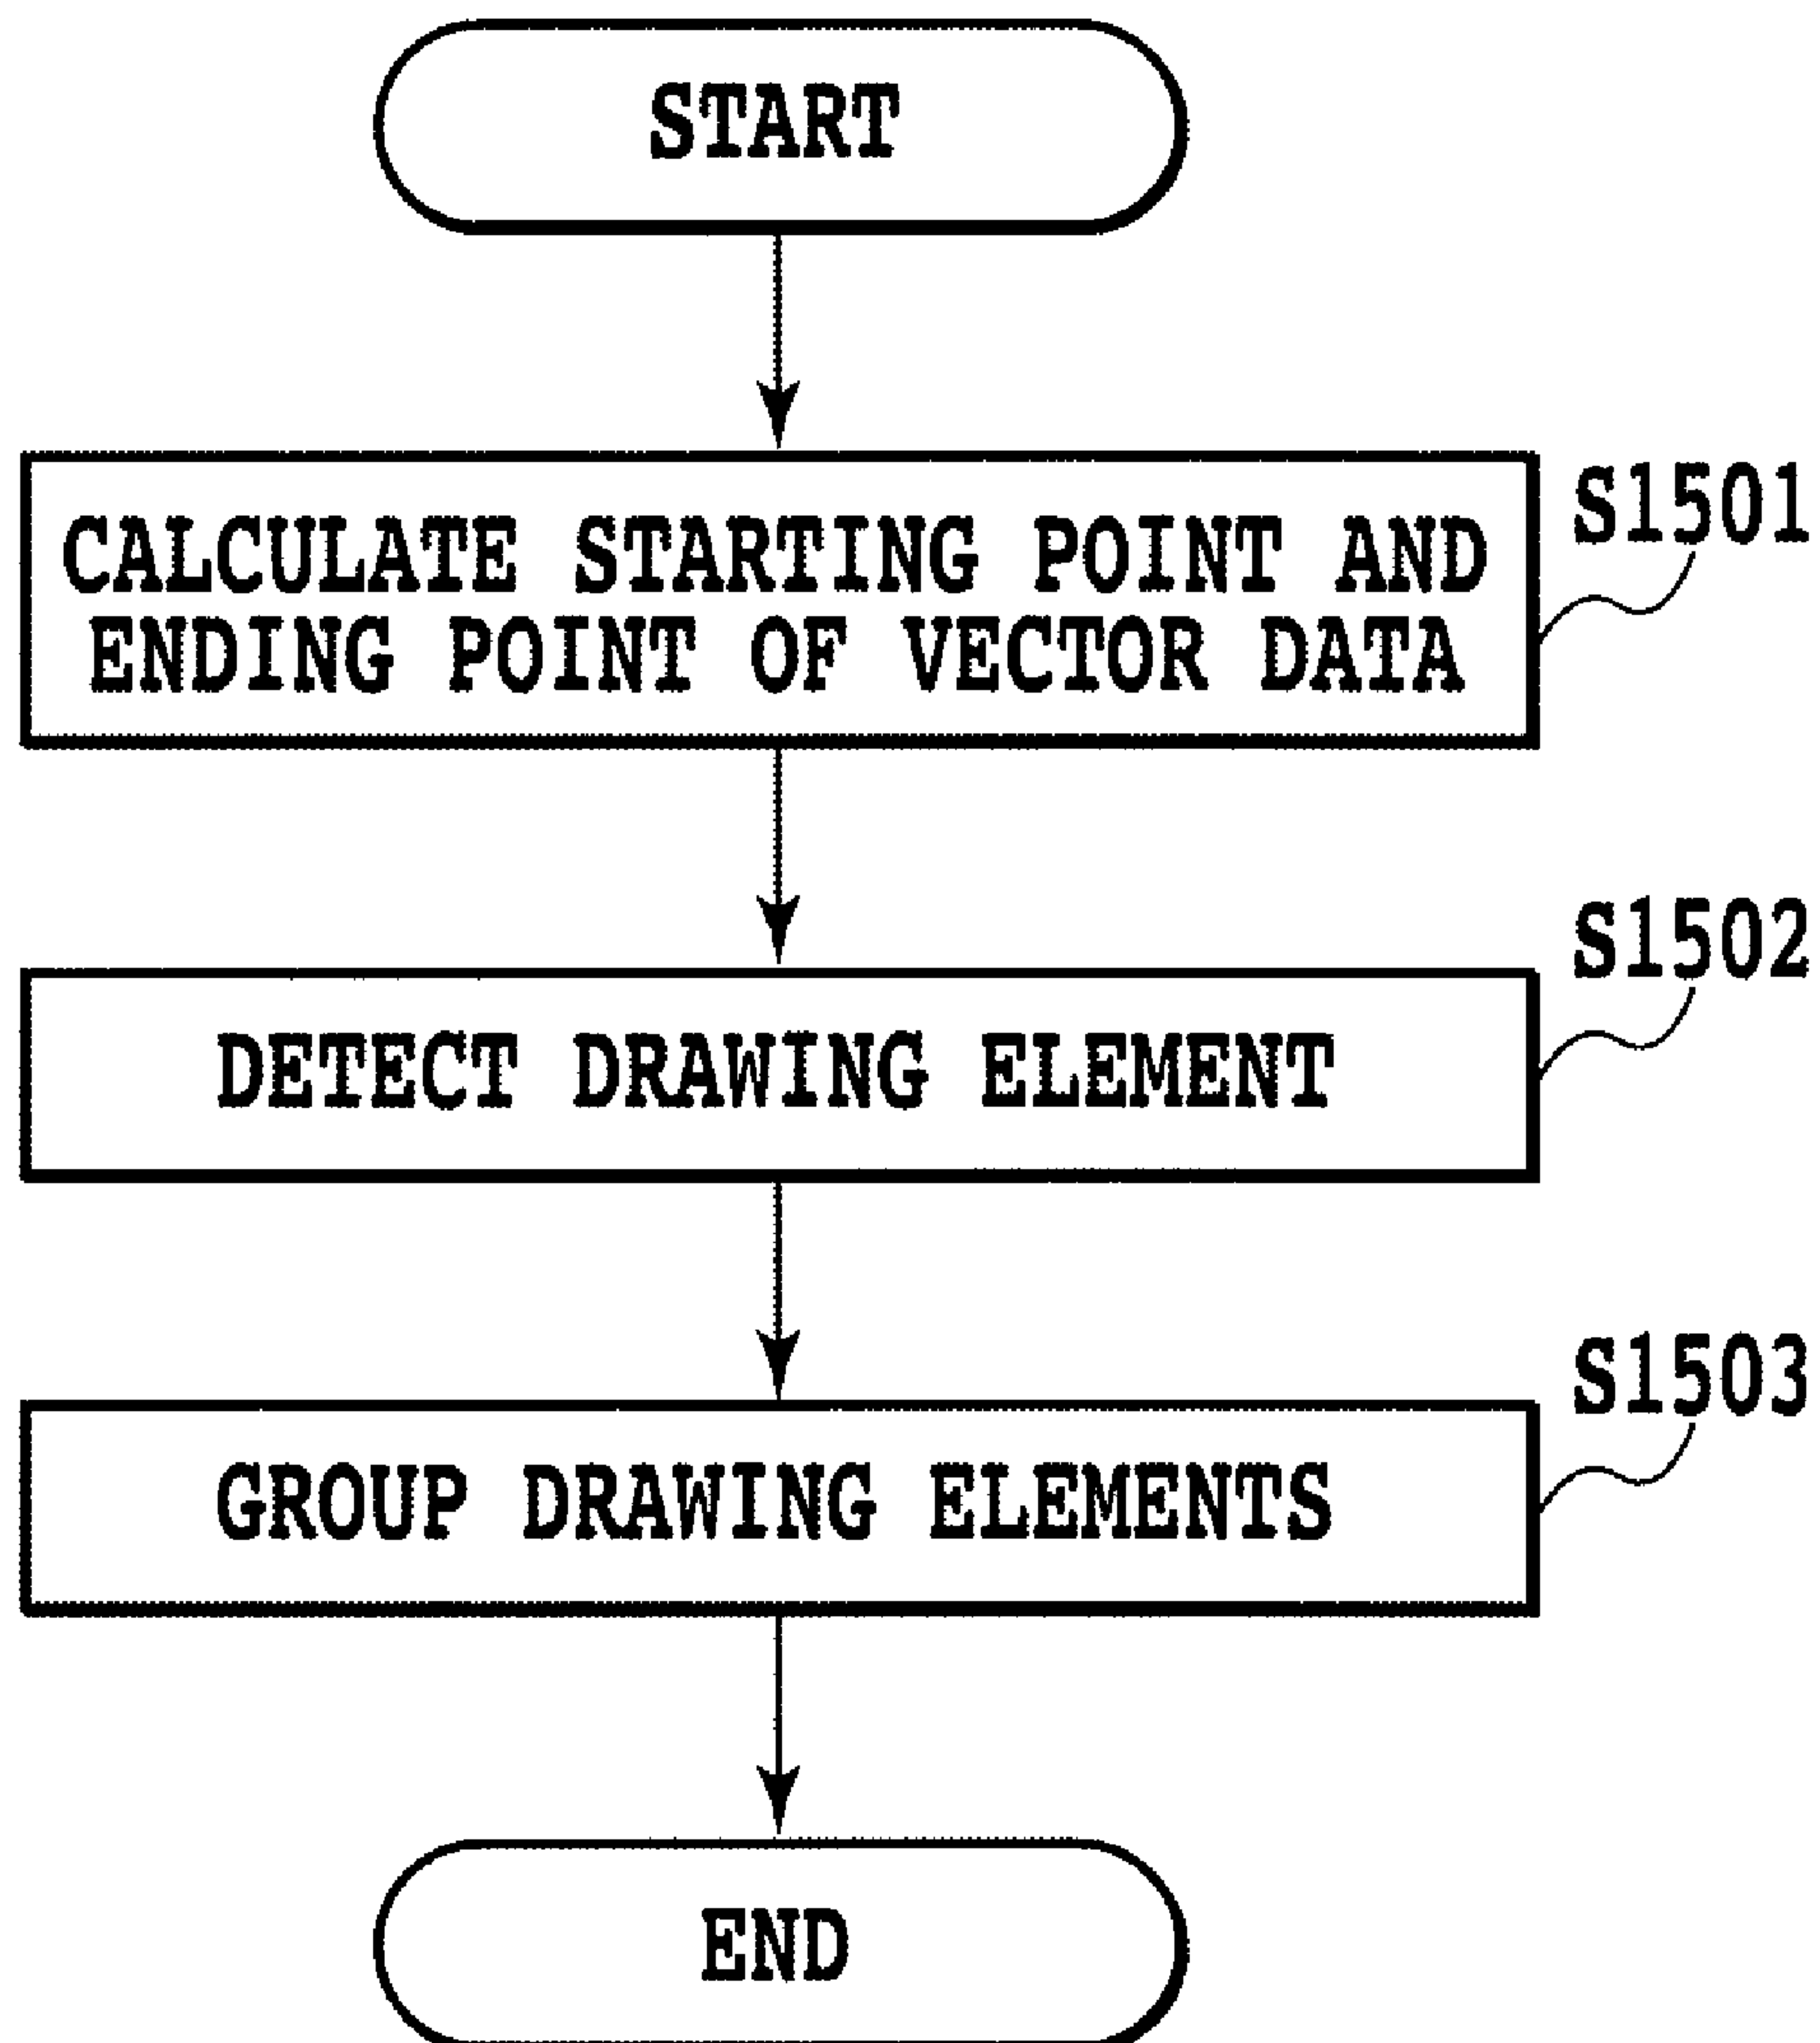 START
CALCULATE STARTING POINT AND
ENDING POINT OF VECTOR DATA
S1501
DETECT DRAWING ELEMENT
S1502
GROUP DRAWING ELEMENTS
S1503
END